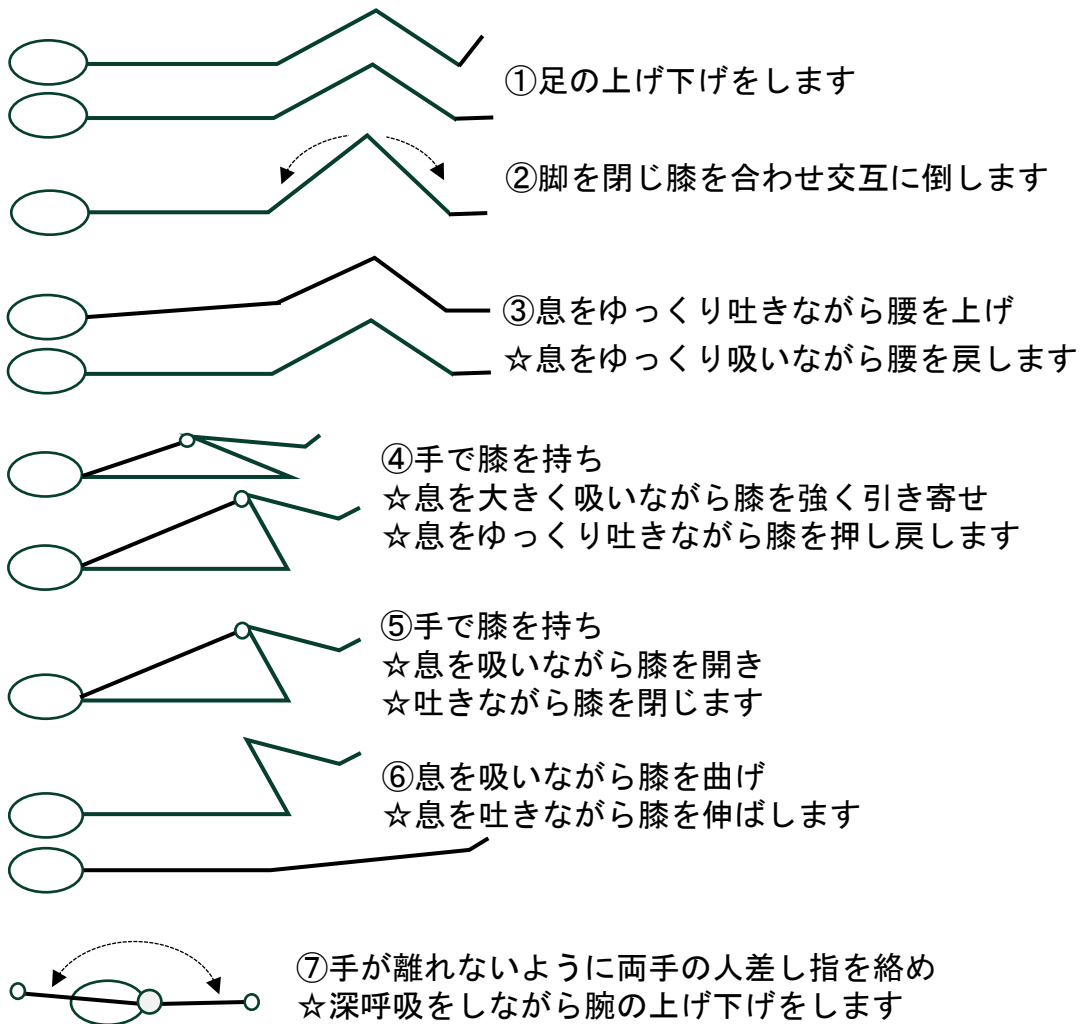 ①足の上げ下げをします
②脚を閉じ膝を合わせ交互に倒します
③息をゆっくり吐きながら腰を上げ
☆息をゆっくり吸いながら腰を戻します
④手で膝を持ち
☆息を大きく吸いながら膝を強く引き寄せ
☆息をゆっくり吐きながら膝を押し戻します
⑤手で膝を持ち
☆息を吸いながら膝を開き
☆吐きながら膝を閉じます
⑥息を吸いながら膝を曲げ
☆息を吐きながら膝を伸ばします
⑦手が離れないように両手の人差し指を絡め
☆深呼吸をしながら腕の上げ下げをします